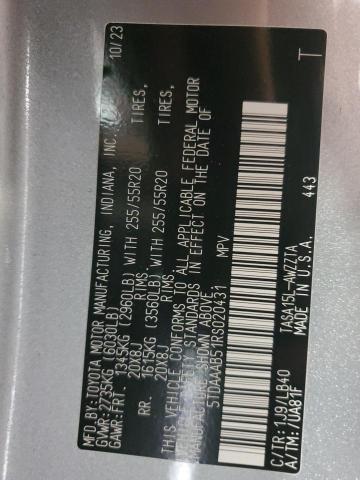 MFD.BY:TOYOTA MOTOR MANUFACTURING, INDIANA, INC. 10/23
GVWR:2735KG (6030LB)
GAWR-FRT. 1345KG (2960LB) WITH 255/55R20 TIRES,
20X8J RIMS.
RR. 1615KG (3560LB) WITH 255/55R20 TIRES,
20X8J RIMS.
THIS VEHICLE CONFORMS TO ALL APPLICABLE FEDERAL MOTOR
VEHICLE STANDARDS IN EFFECT ON THE DATE OF
MANUFACTURE SHOWN ABOVE.
5TDAAAB51RS020431 MPV
C/TR:1J9/LB40 TASA15L-AWZZ1A
A/TM:/UA81F MADE IN U.S.A.
443
T